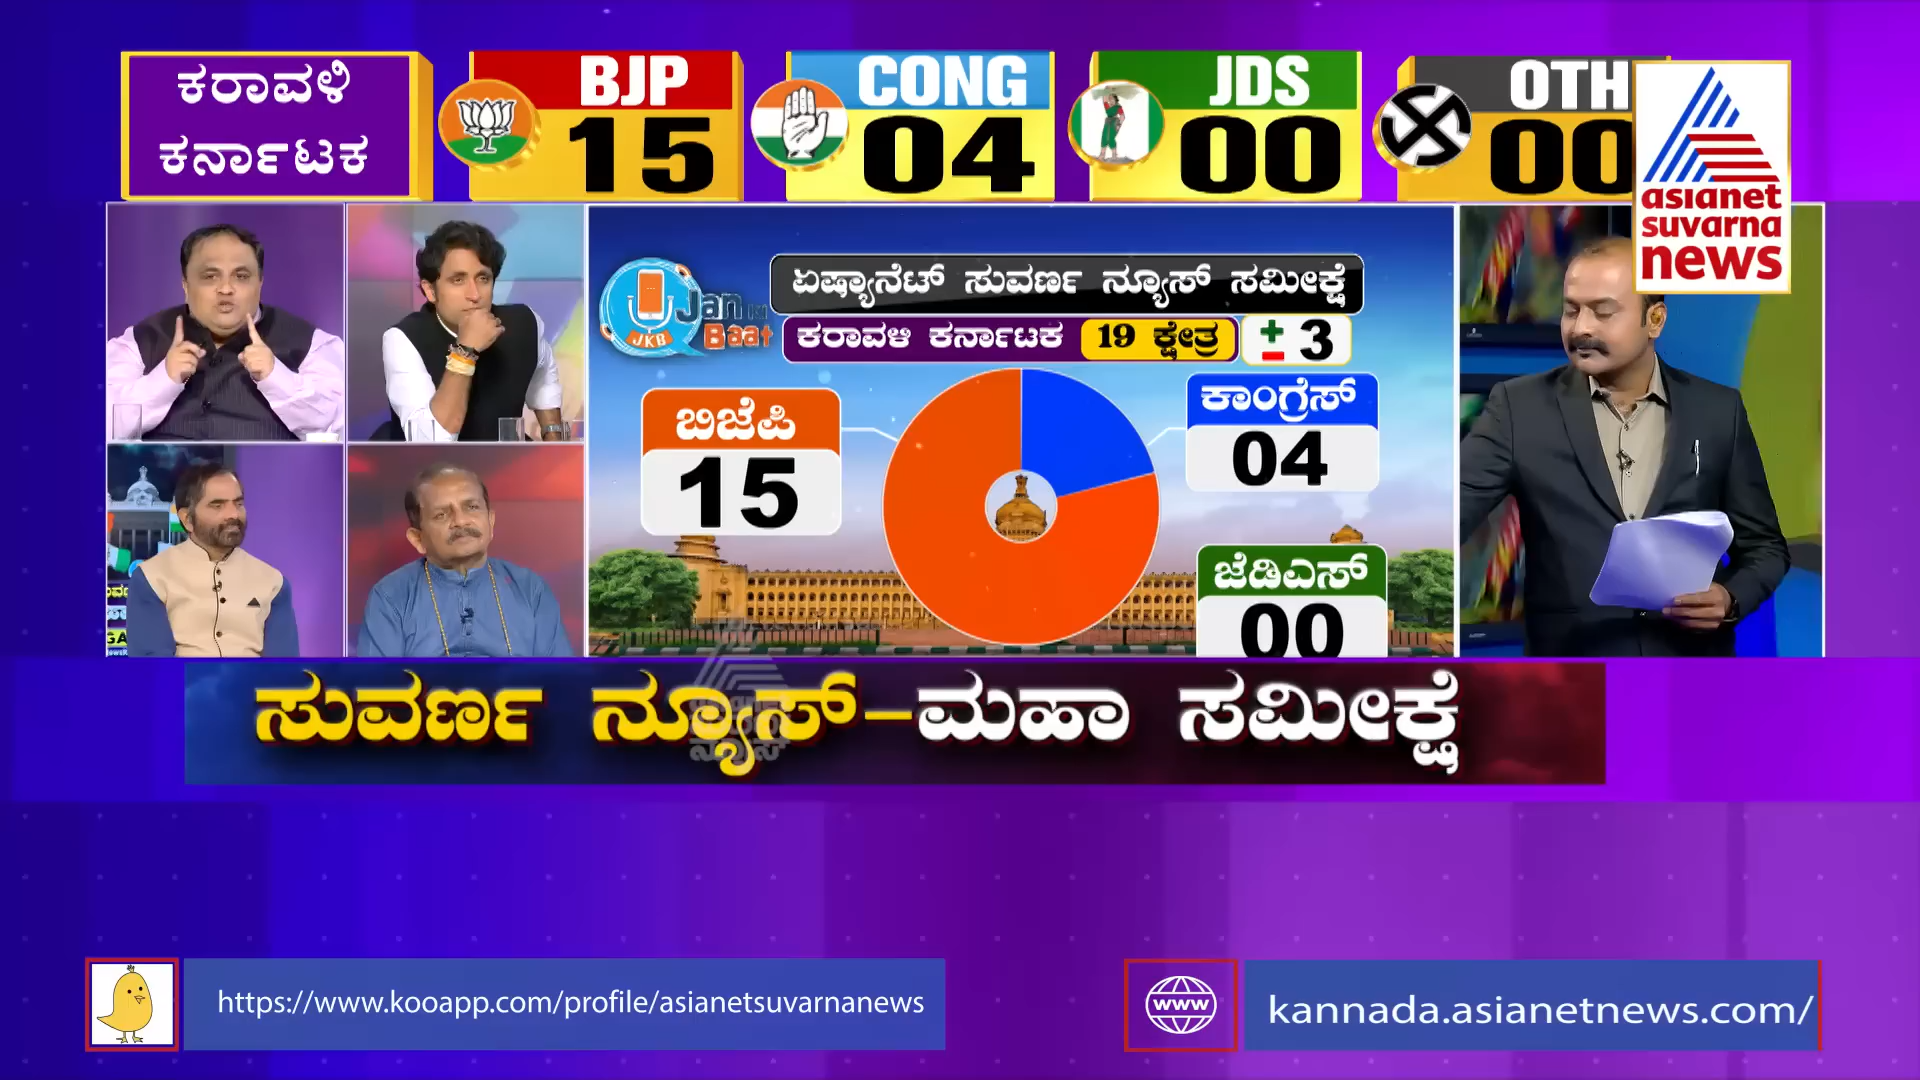 ಕರಾವಳಿ
ಕರ್ನಾಟಕ
BJP
15
CONG
04
JDS
00
OTH
00
asianet
suvarna
news
Jan Ki
Baat
JKB
ಏಷ್ಯಾನೆಟ್ ಸುವರ್ಣ ನ್ಯೂಸ್ ಸಮೀಕ್ಷೆ
ಕರಾವಳಿ ಕರ್ನಾಟಕ 19 ಕ್ಷೇತ್ರ ± 3
ಬಿಜೆಪಿ
15
ಕಾಂಗ್ರೆಸ್
04
ಜೆಡಿಎಸ್
00
ಸುವರ್ಣ ನ್ಯೂಸ್-ಮಹಾ ಸಮೀಕ್ಷೆ
https://www.kooapp.com/profile/asianetsuvarnanews
www
kannada.asianetnews.com/